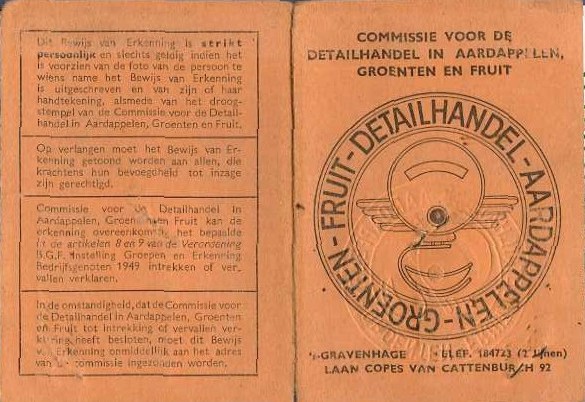 Dit Bewijs van Erkenning is strikt
persoonlijk en slechts geldig indien het
is voorzien van de foto van de persoon te
wiens name het Bewijs van Erkenning
is uitgeschreven en van zijn of haar
handtekening, alsmede van het droog-
stempel van de Commissie voor de Detail-
handel in Aardappelen, Groenten en Fruit.
Op verlangen moet het Bewijs van Er-
kenning getoond worden aan allen, die
krachtens hun bevoegdheid tot inzage
zijn gerechtigd.
Commissie voor de Detailhandel in
Aardappelen, Groenten en Fruit kan de
erkenning overeenkomstig het bepaalde
in de artikelen 8 en 9 van de Verordening
B.G.F. Instelling Groepen en Erkenning
Bedrijfsgenoten 1949 intrekken of ver-
vallen verklaren.
In de omstandigheid, dat de Commissie voor
de Detailhandel in Aardappelen, Groenten
en Fruit tot intrekking of vervallen ver-
klaring heeft besloten, moet dit Bewijs
van Erkenning onmiddellijk aan het adres
commissie ingezonden worden.
COMMISSIE VOOR DE
DETAILHANDEL IN AARDAPPELEN,
GROENTEN EN FRUIT
DETAILHANDEL-AARDAPPELEN-GROENTEN-FRUIT-
's-GRAVENHAGE - TELEF. 184723 (2 lijnen)
LAAN COPES VAN CATTENBURCH 92